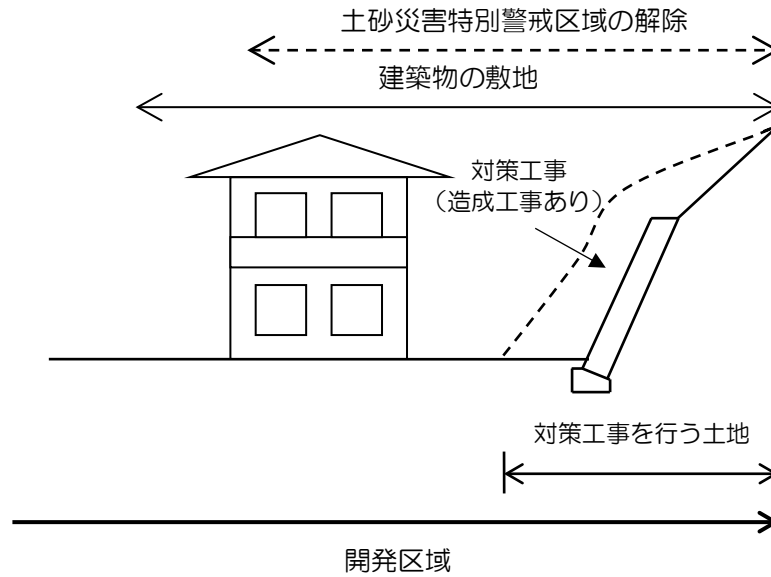 土砂災害特別警戒区域の解除
建築物の敷地
対策工事
（造成工事あり）
対策工事を行う土地
開発区域